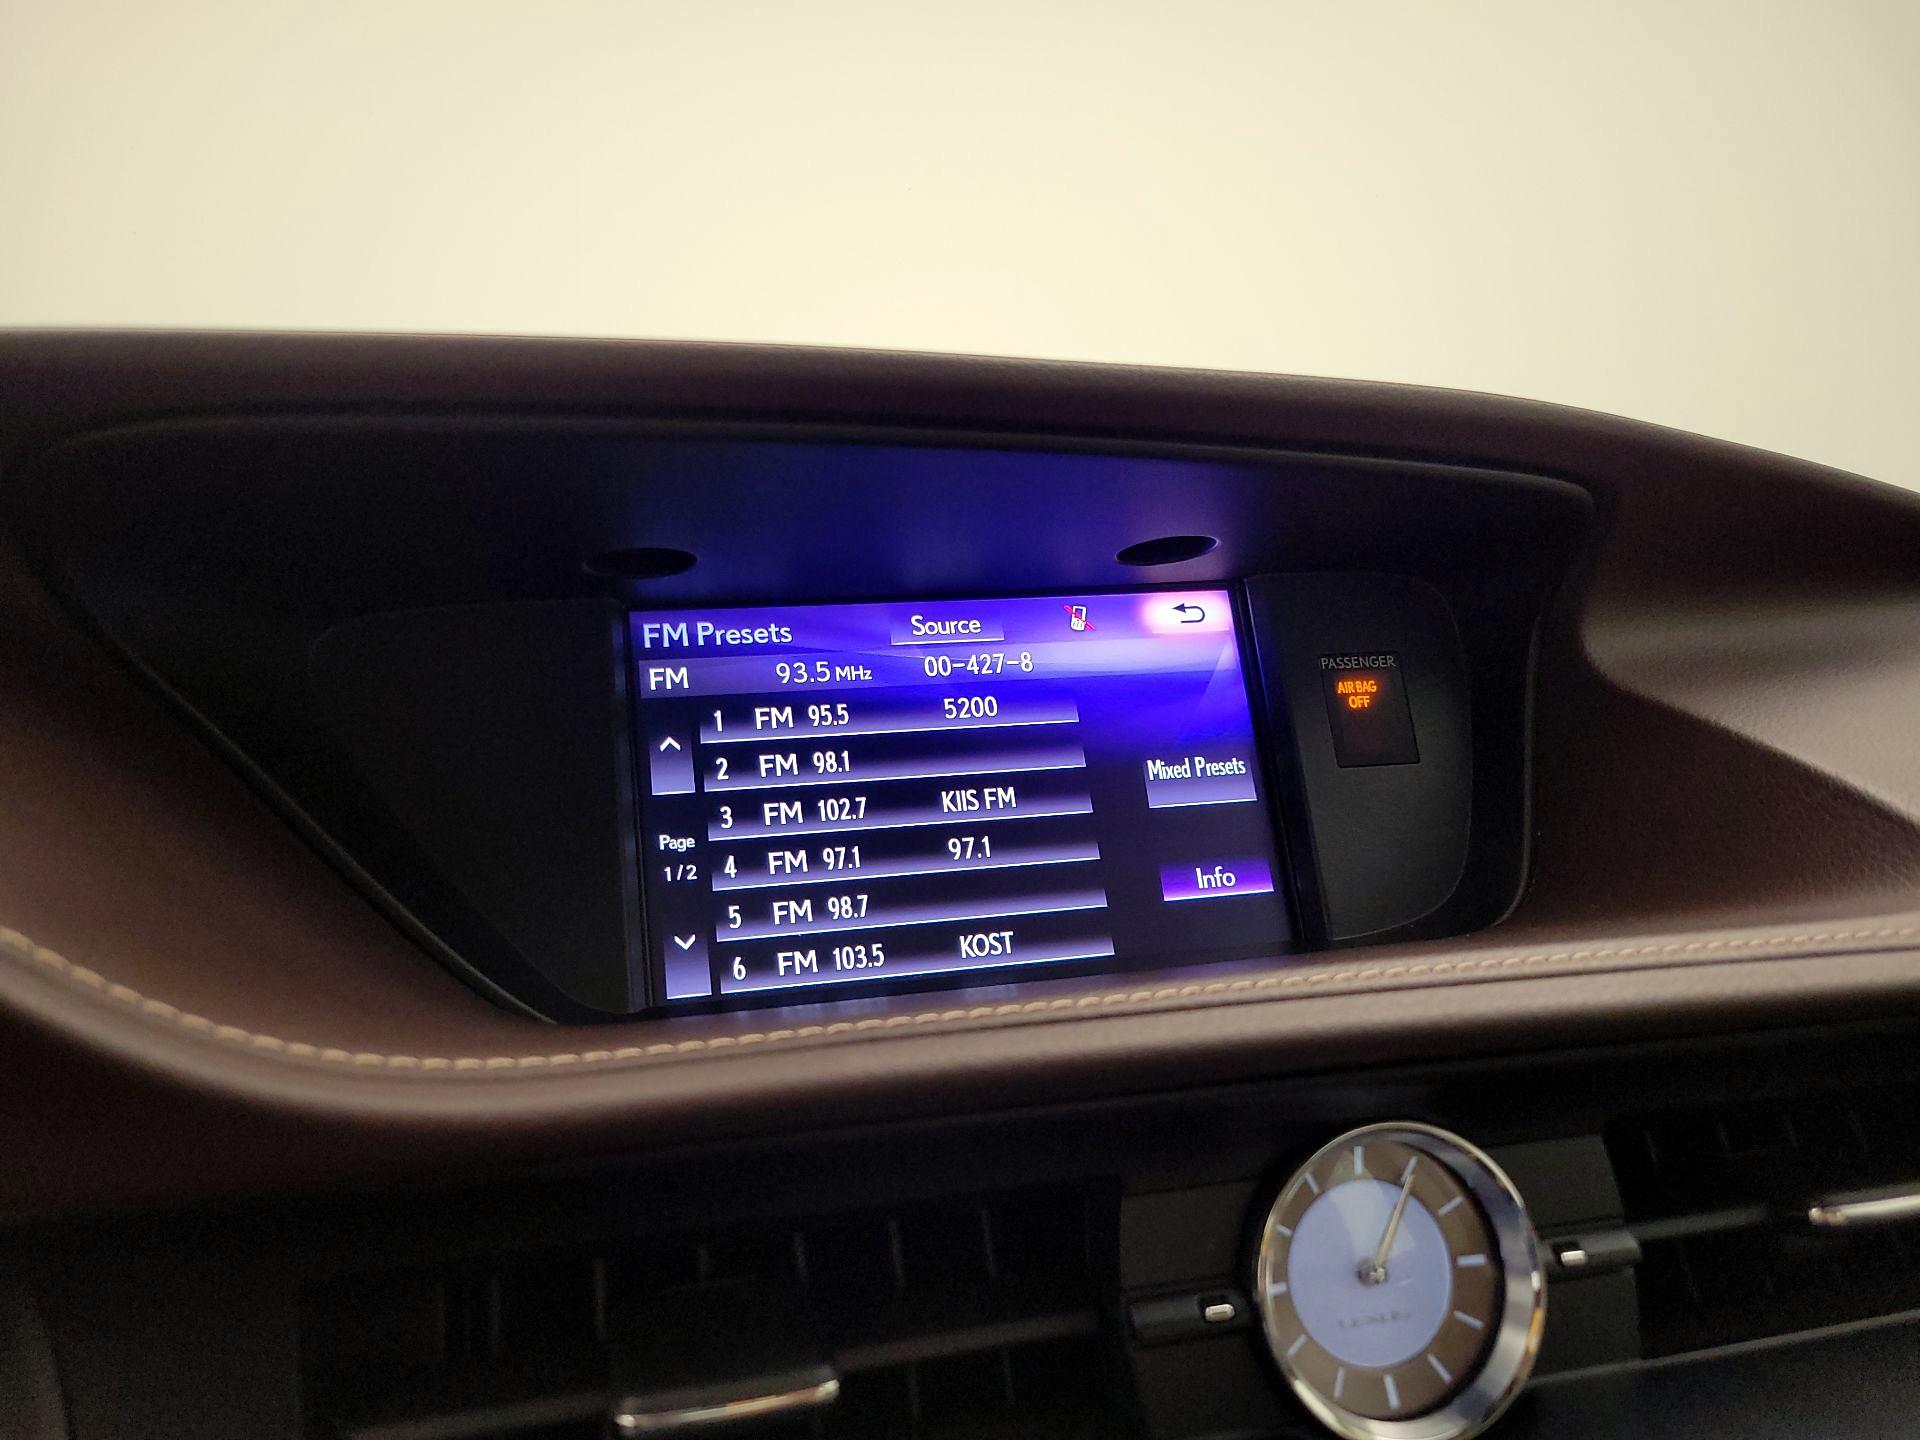 FM Presets Source
FM 93.5 MHz 00-427-8
1 FM 95.5 5200
2 FM 98.1
3 FM 102.7 KIIS FM
4 FM 97.1 97.1
5 FM 98.7
6 FM 103.5 KOST
Page
1/2
Mixed Presets
Info
PASSENGER
AIR BAG
OFF
LEXUS